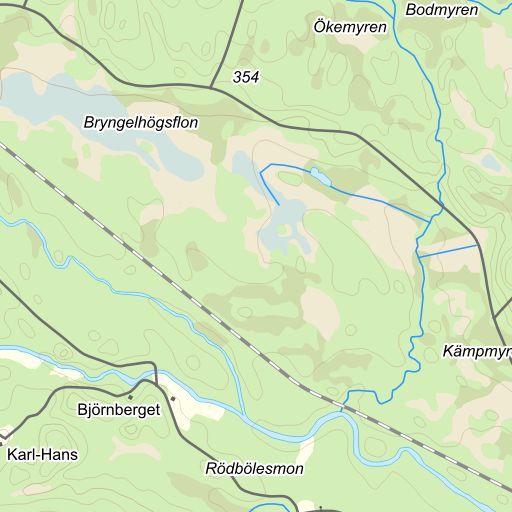 Bodmyren
Ökemyren
354
Bryngelhögsflon
Kämpmyr
Björnberget
Karl-Hans
Rödbölesmon